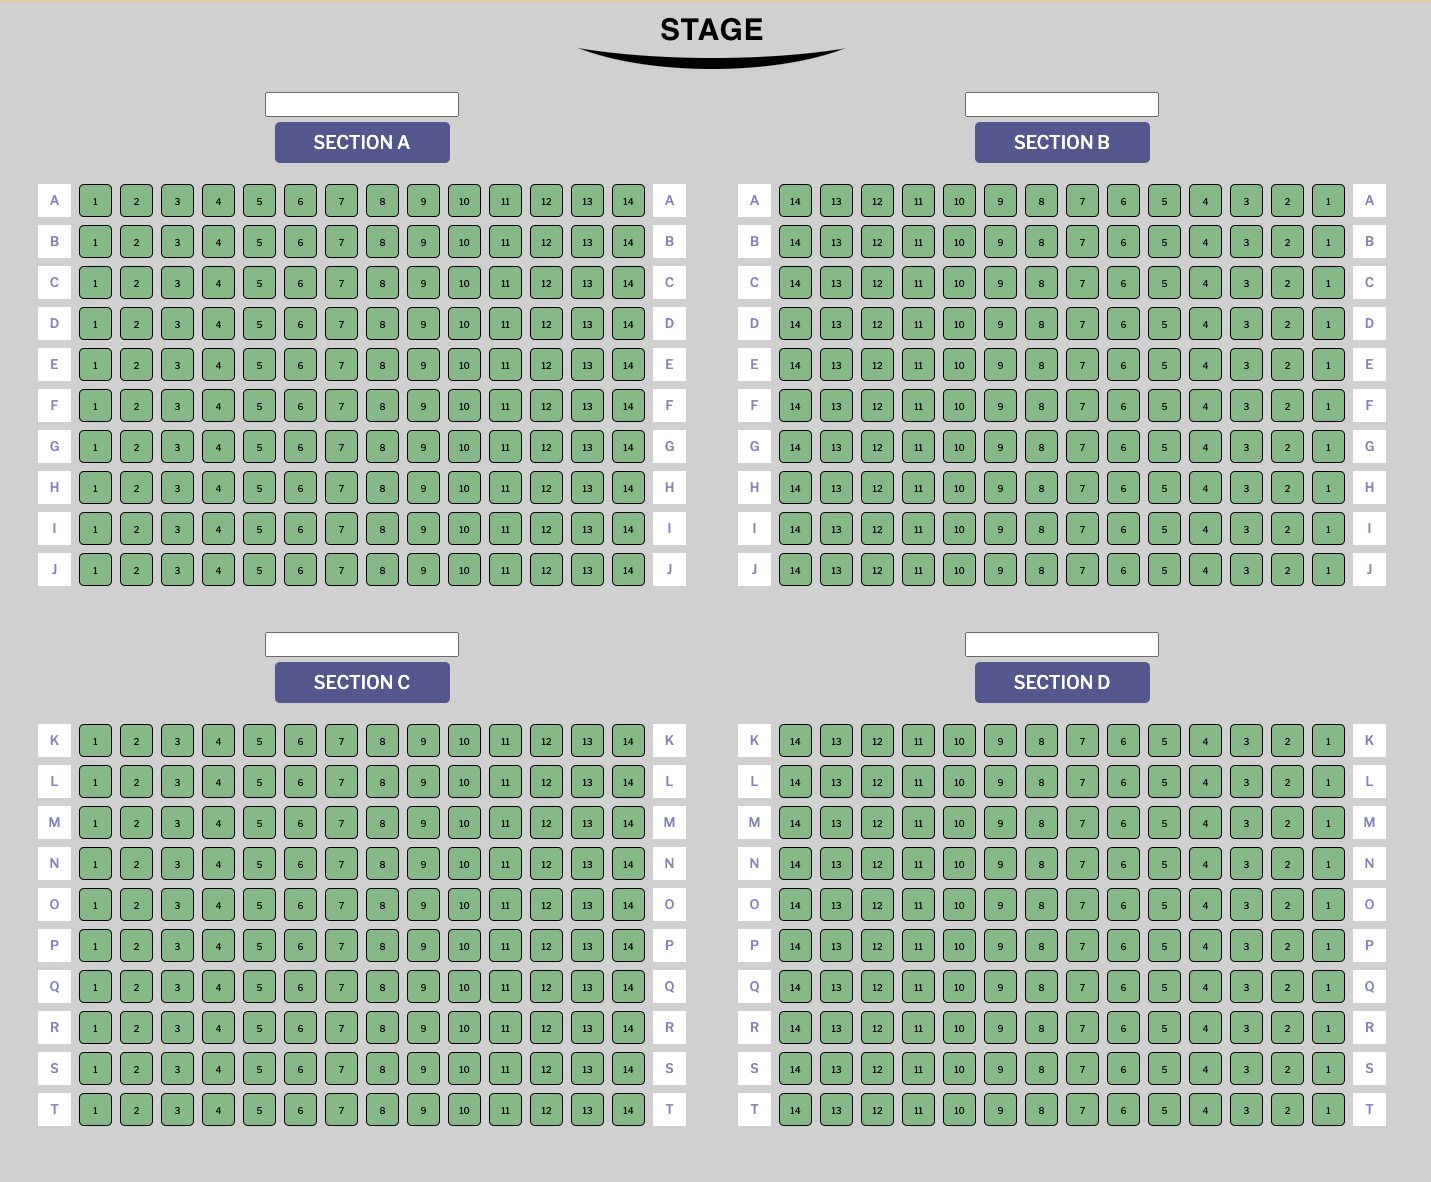 STAGE
SECTION A
A 1 2 3 4 5 6 7 8 9 10 11 12 13 14 A
B 1 2 3 4 5 6 7 8 9 10 11 12 13 14 B
C 1 2 3 4 5 6 7 8 9 10 11 12 13 14 C
D 1 2 3 4 5 6 7 8 9 10 11 12 13 14 D
E 1 2 3 4 5 6 7 8 9 10 11 12 13 14 E
F 1 2 3 4 5 6 7 8 9 10 11 12 13 14 F
G 1 2 3 4 5 6 7 8 9 10 11 12 13 14 G
H 1 2 3 4 5 6 7 8 9 10 11 12 13 14 H
I 1 2 3 4 5 6 7 8 9 10 11 12 13 14 I
J 1 2 3 4 5 6 7 8 9 10 11 12 13 14 J
SECTION B
A 14 13 12 11 10 9 8 7 6 5 4 3 2 1 A
B 14 13 12 11 10 9 8 7 6 5 4 3 2 1 B
C 14 13 12 11 10 9 8 7 6 5 4 3 2 1 C
D 14 13 12 11 10 9 8 7 6 5 4 3 2 1 D
E 14 13 12 11 10 9 8 7 6 5 4 3 2 1 E
F 14 13 12 11 10 9 8 7 6 5 4 3 2 1 F
G 14 13 12 11 10 9 8 7 6 5 4 3 2 1 G
H 14 13 12 11 10 9 8 7 6 5 4 3 2 1 H
I 14 13 12 11 10 9 8 7 6 5 4 3 2 1 I
J 14 13 12 11 10 9 8 7 6 5 4 3 2 1 J
SECTION C
K 1 2 3 4 5 6 7 8 9 10 11 12 13 14 K
L 1 2 3 4 5 6 7 8 9 10 11 12 13 14 L
M 1 2 3 4 5 6 7 8 9 10 11 12 13 14 M
N 1 2 3 4 5 6 7 8 9 10 11 12 13 14 N
O 1 2 3 4 5 6 7 8 9 10 11 12 13 14 O
P 1 2 3 4 5 6 7 8 9 10 11 12 13 14 P
Q 1 2 3 4 5 6 7 8 9 10 11 12 13 14 Q
R 1 2 3 4 5 6 7 8 9 10 11 12 13 14 R
S 1 2 3 4 5 6 7 8 9 10 11 12 13 14 S
T 1 2 3 4 5 6 7 8 9 10 11 12 13 14 T
SECTION D
K 14 13 12 11 10 9 8 7 6 5 4 3 2 1 K
L 14 13 12 11 10 9 8 7 6 5 4 3 2 1 L
M 14 13 12 11 10 9 8 7 6 5 4 3 2 1 M
N 14 13 12 11 10 9 8 7 6 5 4 3 2 1 N
O 14 13 12 11 10 9 8 7 6 5 4 3 2 1 O
P 14 13 12 11 10 9 8 7 6 5 4 3 2 1 P
Q 14 13 12 11 10 9 8 7 6 5 4 3 2 1 Q
R 14 13 12 11 10 9 8 7 6 5 4 3 2 1 R
S 14 13 12 11 10 9 8 7 6 5 4 3 2 1 S
T 14 13 12 11 10 9 8 7 6 5 4 3 2 1 T